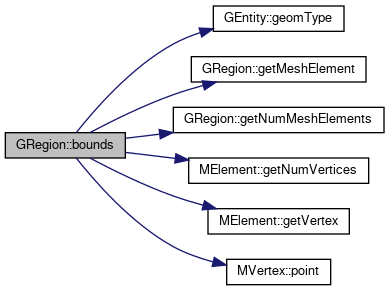 GEntity::geomType
GRegion::getMeshElement
GRegion::getNumMeshElements
GRegion::bounds
MElement::getNumVertices
MElement::getVertex
MVertex::point